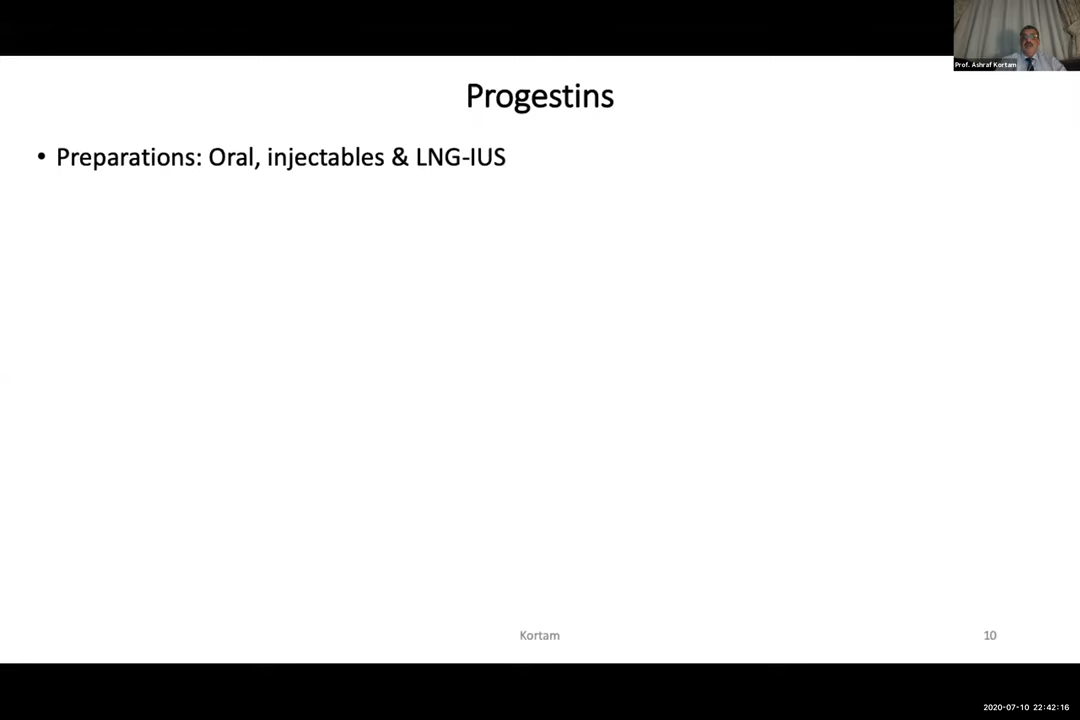 Prof. Ashraf Kortam
Progestins
• Preparations: Oral, injectables & LNG-IUS
Kortam
10
2020-07-10 22:42:16